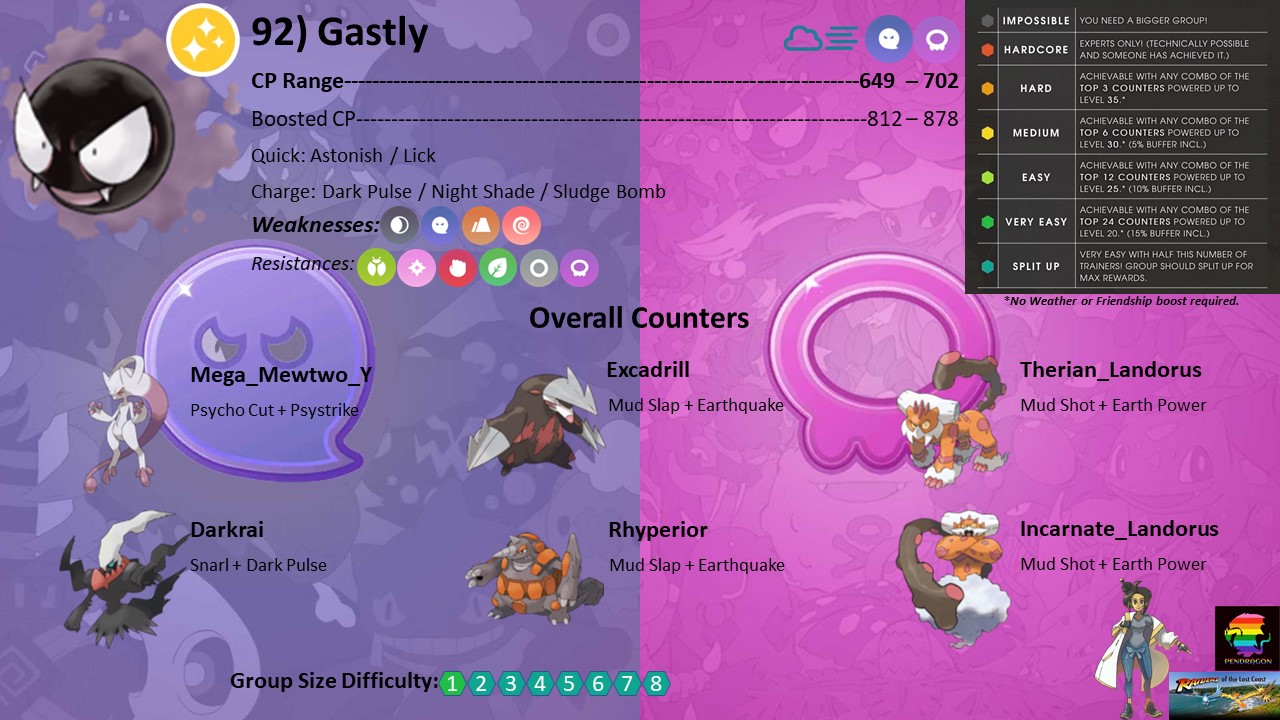 92) Gastly
CP Range---------------------------------------------------------------------------649 – 702
Boosted CP-------------------------------------------------------------------------812 – 878
Quick: Astonish / Lick
Charge: Dark Pulse / Night Shade / Sludge Bomb
Weaknesses:
Resistances:
IMPOSSIBLE YOU NEED A BIGGER GROUP!
HARDCORE EXPERTS ONLY! (TECHNICALLY POSSIBLE
AND SOMEONE HAS ACHIEVED IT.)
HARD ACHIEVABLE WITH ANY COMBO OF THE
TOP 3 COUNTERS POWERED UP TO
LEVEL 35.*
MEDIUM ACHIEVABLE WITH ANY COMBO OF THE
TOP 6 COUNTERS POWERED UP TO
LEVEL 30.* (5% BUFFER INCL.)
EASY ACHIEVABLE WITH ANY COMBO OF THE
TOP 12 COUNTERS POWERED UP TO
LEVEL 25.* (10% BUFFER INCL.)
VERY EASY ACHIEVABLE WITH ANY COMBO OF THE
TOP 24 COUNTERS POWERED UP TO
LEVEL 20.* (15% BUFFER INCL.)
SPLIT UP VERY EASY WITH HALF THIS NUMBER OF
TRAINERS! GROUP SHOULD SPLIT UP FOR
MAX REWARDS.
*No Weather or Friendship boost required.
Overall Counters
Mega_Mewtwo_Y
Psycho Cut + Psystrike
Excadrill
Mud Slap + Earthquake
Therian_Landorus
Mud Shot + Earth Power
Darkrai
Snarl + Dark Pulse
Rhyperior
Mud Slap + Earthquake
Incarnate_Landorus
Mud Shot + Earth Power
Group Size Difficulty: 1 2 3 4 5 6 7 8
PENDRAGON
RAIDERS of the Lost Coast